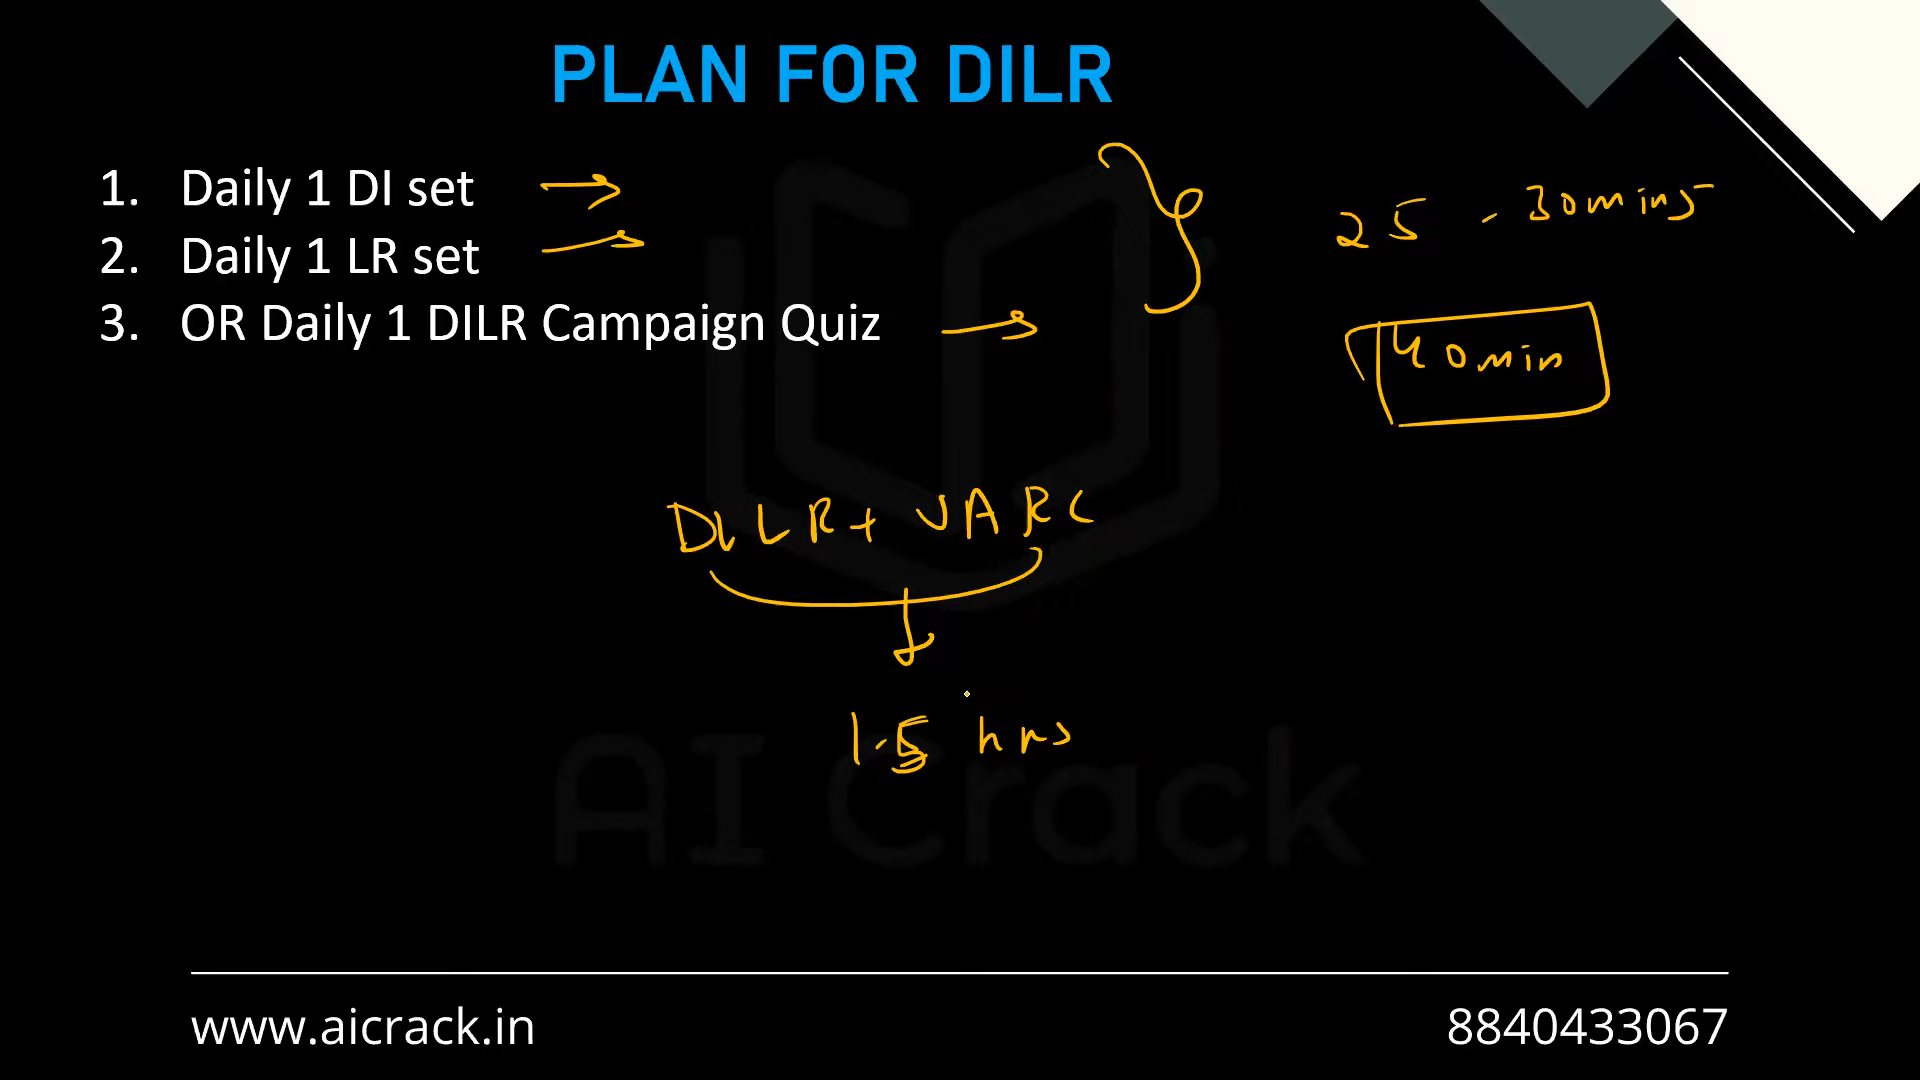 PLAN FOR DILR
1. Daily 1 DI set
2. Daily 1 LR set
3. OR Daily 1 DILR Campaign Quiz
25 - 30mins
40min
DILR + VARC
1.5 hrs
AI Crack
www.aicrack.in
8840433067